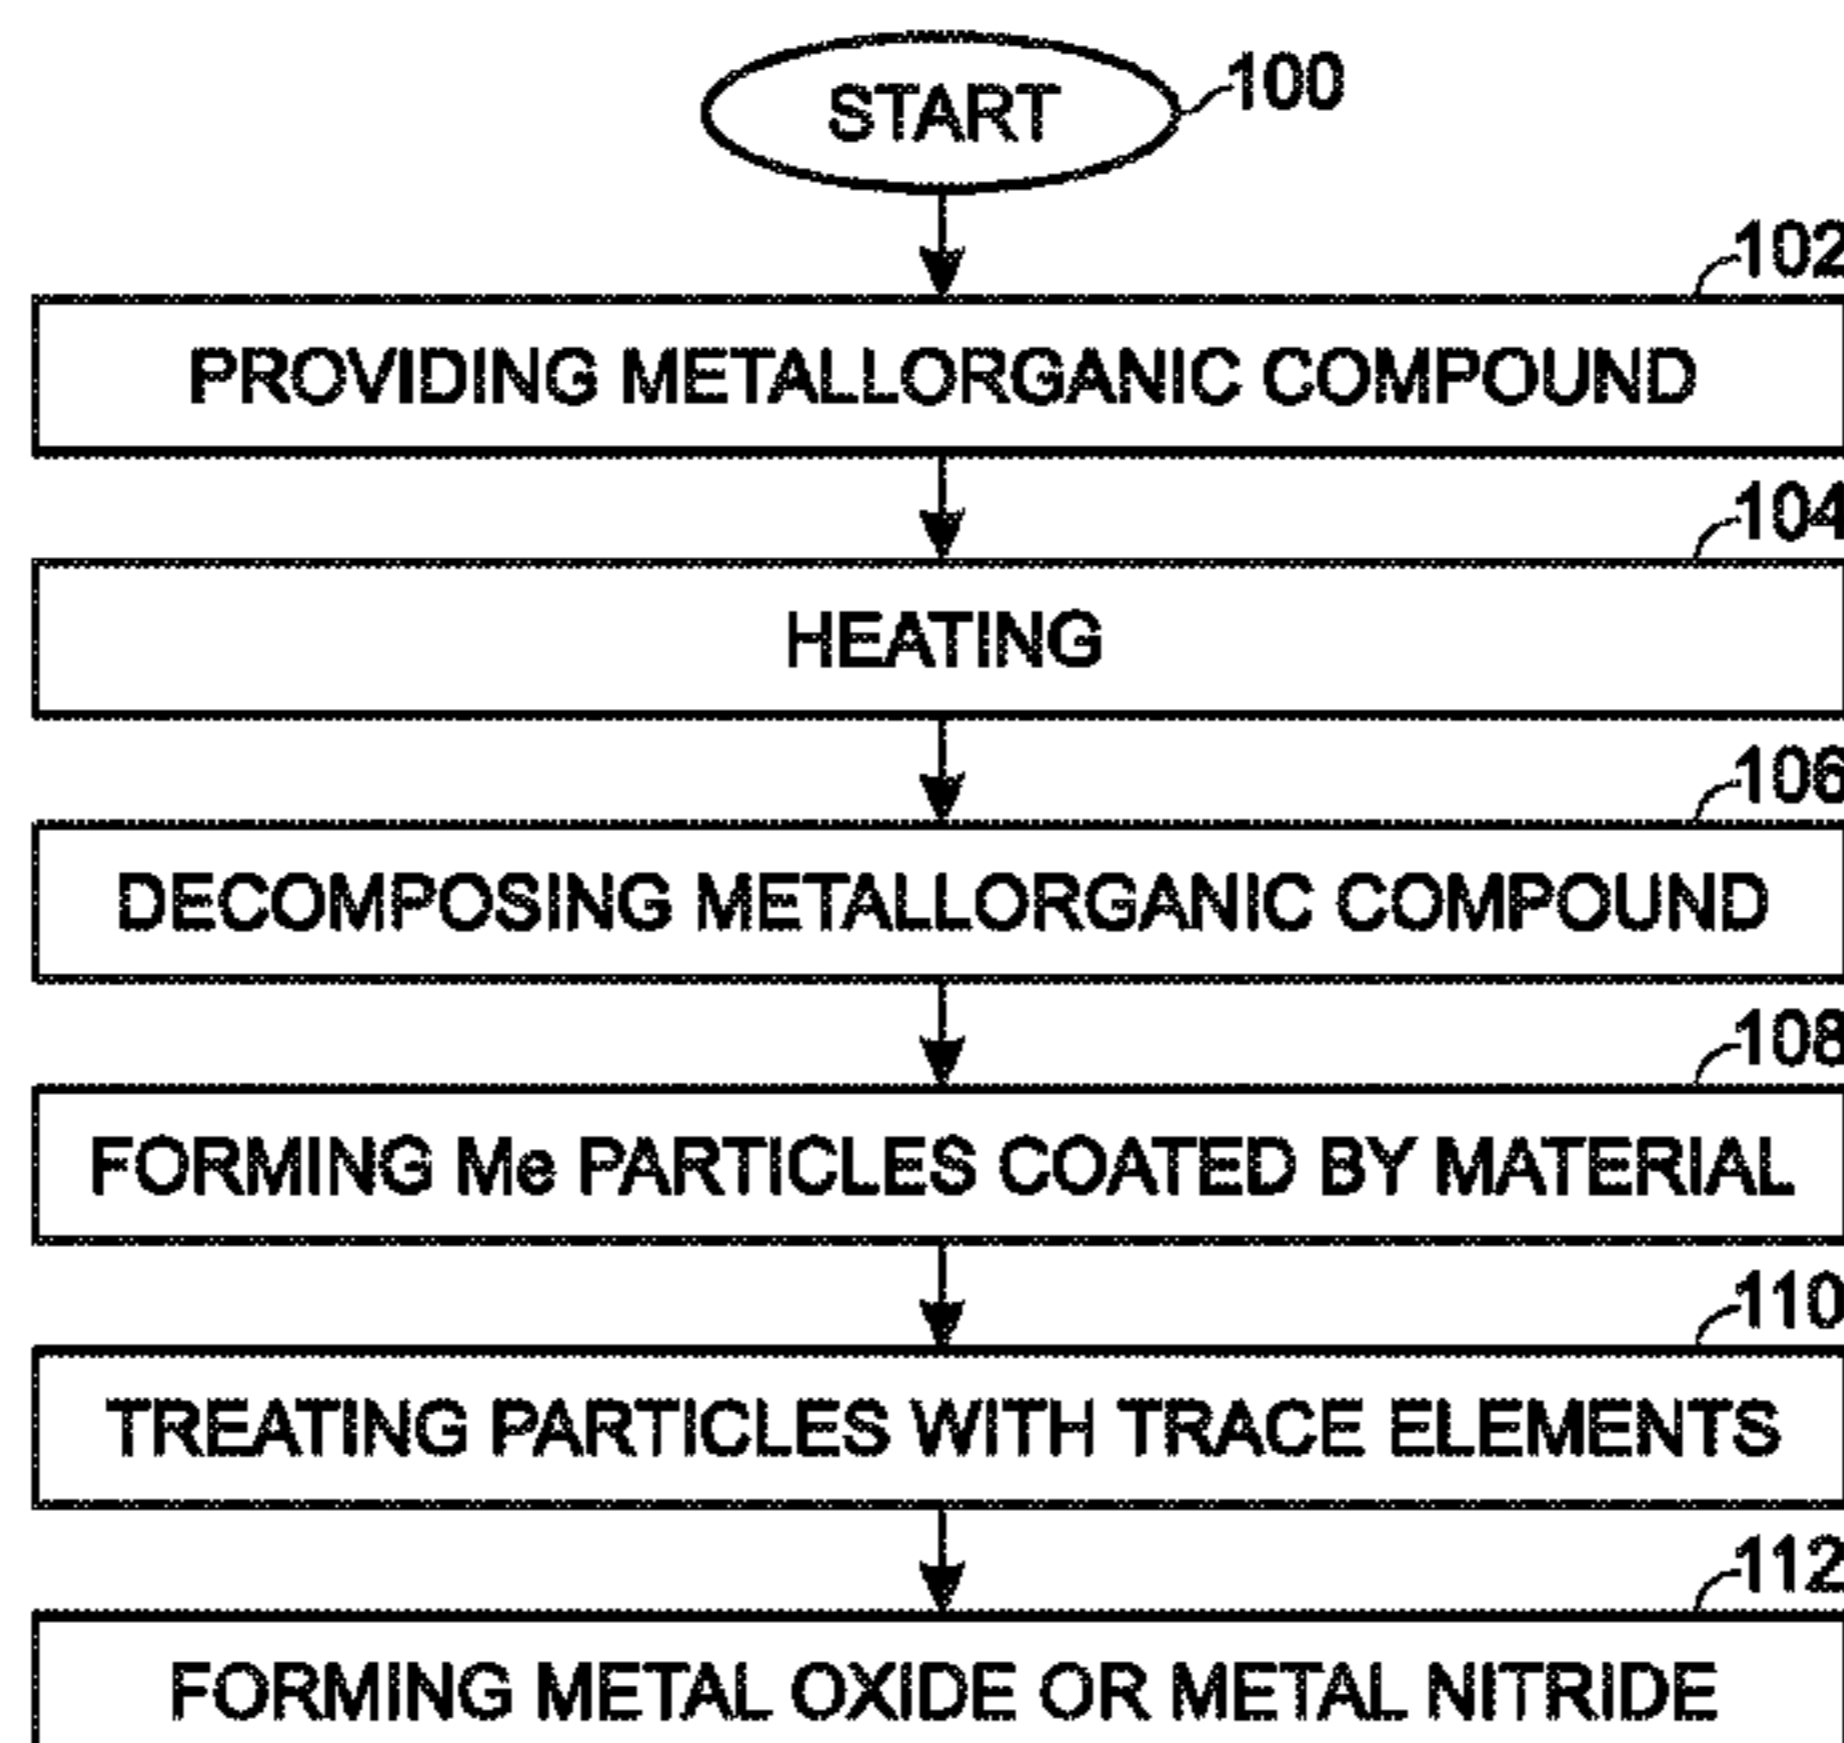 START
100
102
PROVIDING METALLORGANIC COMPOUND
104
HEATING
106
DECOMPOSING METALLORGANIC COMPOUND
108
FORMING Me PARTICLES COATED BY MATERIAL
110
TREATING PARTICLES WITH TRACE ELEMENTS
112
FORMING METAL OXIDE OR METAL NITRIDE